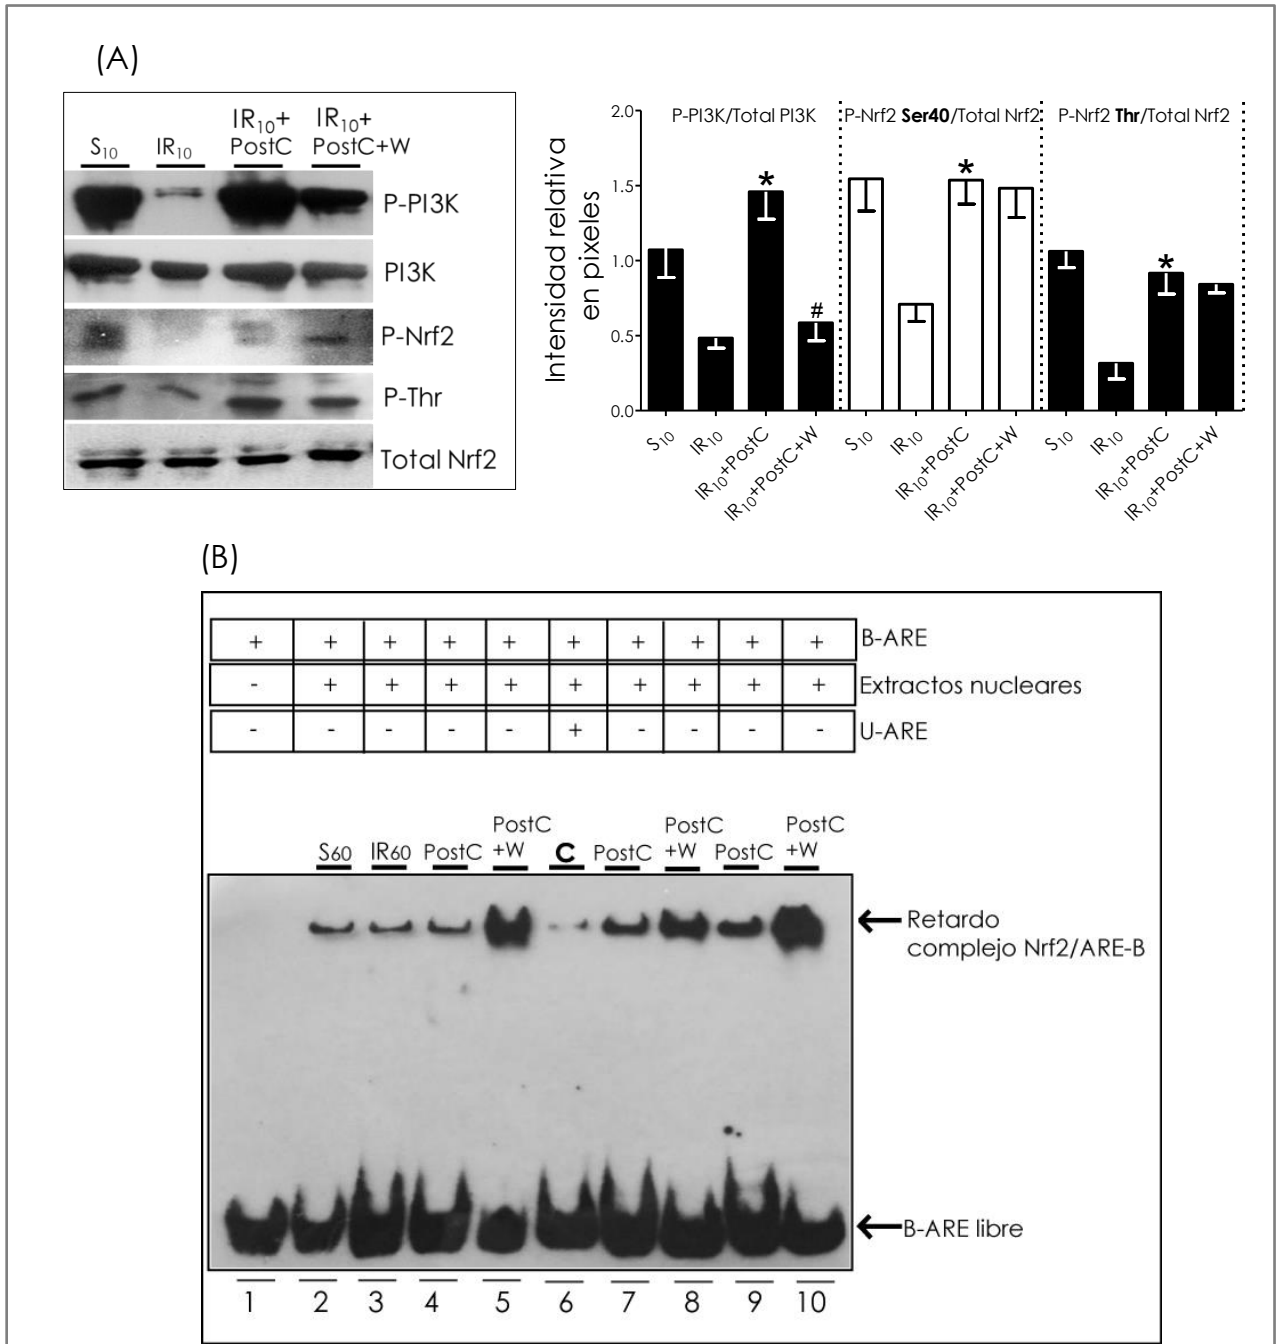 (A)
S10
IR10
IR10+
PostC
IR10+
PostC+W
P-PI3K
PI3K
P-Nrf2
P-Thr
Total Nrf2
Intensidad relativa
en pixeles
2.0
1.5
1.0
0.5
0.0
P-PI3K/Total PI3K
P-Nrf2 Ser40/Total Nrf2
P-Nrf2 Thr/Total Nrf2
*
#
*
*
S10
IR10
IR10+PostC
IR10+PostC+W
S10
IR10
IR10+PostC
IR10+PostC+W
S10
IR10
IR10+PostC
IR10+PostC+W
(B)
+ + + + + + + + + + B-ARE
- + + + + + + + + + Extractos nucleares
- - - - - + - - - - U-ARE
S60
IR60
PostC
PostC
+W
C
PostC
PostC
+W
PostC
PostC
+W
Retardo
complejo Nrf2/ARE-B
B-ARE libre
1 2 3 4 5 6 7 8 9 10